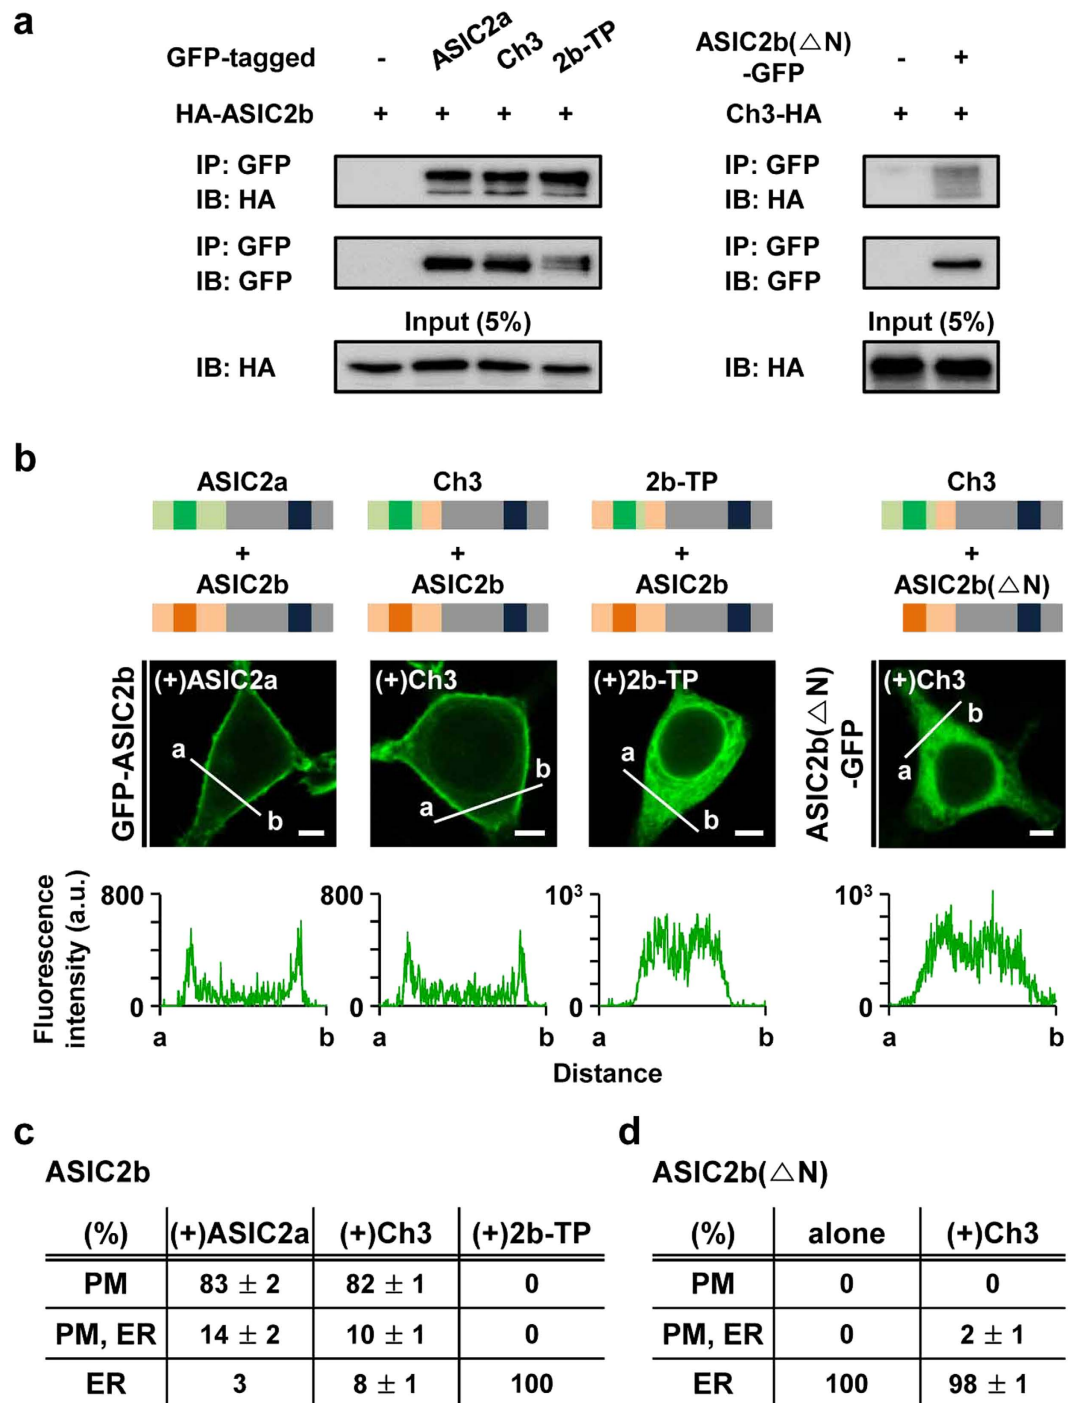 a
GFP-tagged - ASIC2a Ch3 2b-TP
HA-ASIC2b + + + +
IP: GFP
IB: HA
IP: GFP
IB: GFP
Input (5%)
IB: HA
ASIC2b(△N)
-GFP - +
Ch3-HA + +
IP: GFP
IB: HA
IP: GFP
IB: GFP
Input (5%)
IB: HA
b
ASIC2a Ch3 2b-TP Ch3
+ + + +
ASIC2b ASIC2b ASIC2b ASIC2b(△N)
GFP-ASIC2b
(+)ASIC2a
a
b
(+)Ch3
a
b
(+)2b-TP
a
b
ASIC2b(△N)
-GFP
(+)Ch3
a
b
Fluorescence
intensity (a.u.)
800
0
a b
800
0
a b
10³
0
a b
10³
0
a b
Distance
c
ASIC2b
(%) (+)ASIC2a (+)Ch3 (+)2b-TP
PM 83 ± 2 82 ± 1 0
PM, ER 14 ± 2 10 ± 1 0
ER 3 8 ± 1 100
d
ASIC2b(△N)
(%) alone (+)Ch3
PM 0 0
PM, ER 0 2 ± 1
ER 100 98 ± 1